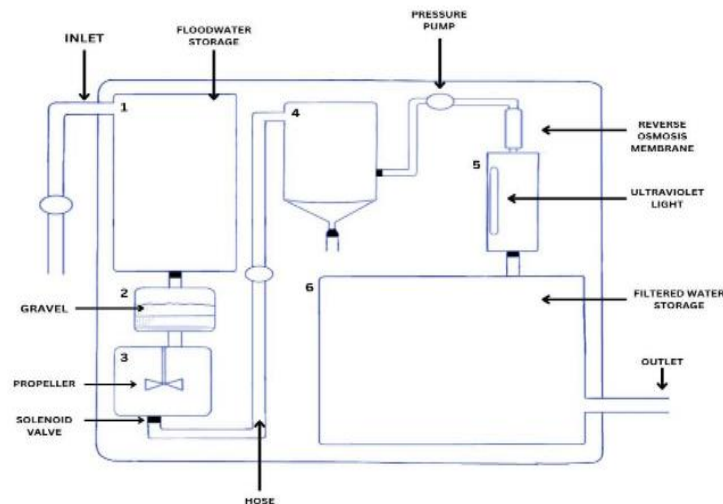 PRESSURE
PUMP
FLOODWATER
STORAGE
INLET
1
4
REVERSE
OSMOSIS
MEMBRANE
5
ULTRAVIOLET
LIGHT
2
6
GRAVEL
FILTERED WATER
STORAGE
3
OUTLET
PROPELLER
SOLENOID
VALVE
HOSE